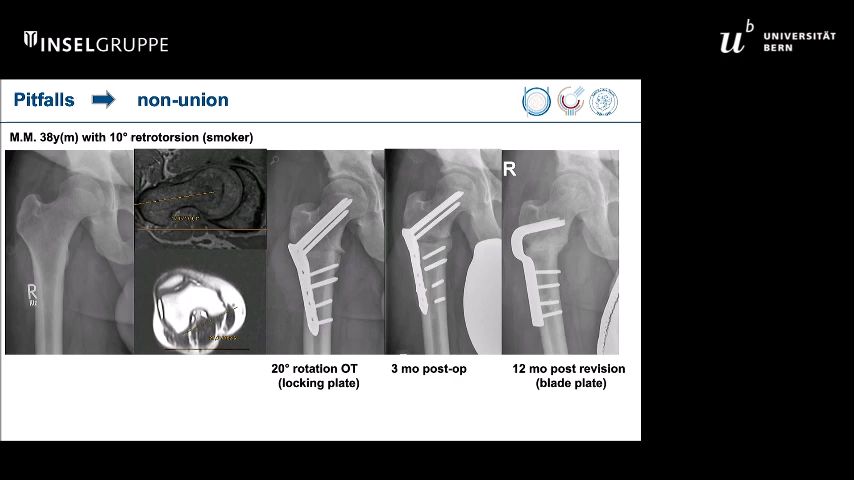 INSELGRUPPE
u^b UNIVERSITÄT
BERN
Pitfalls non-union
M.M. 38y(m) with 10° retrotorsion (smoker)
R
R
20° rotation OT
(locking plate)
3 mo post-op
12 mo post revision
(blade plate)